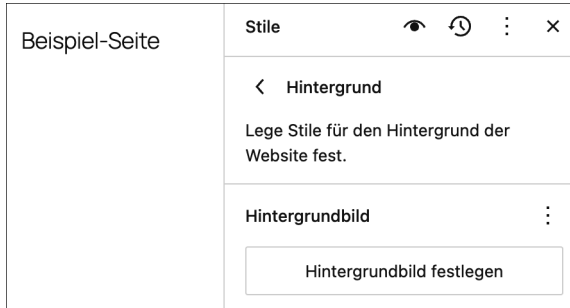 Beispiel-Seite
Stile
Hintergrund
Lege Stile für den Hintergrund der
Website fest.
Hintergrundbild
Hintergrundbild festlegen